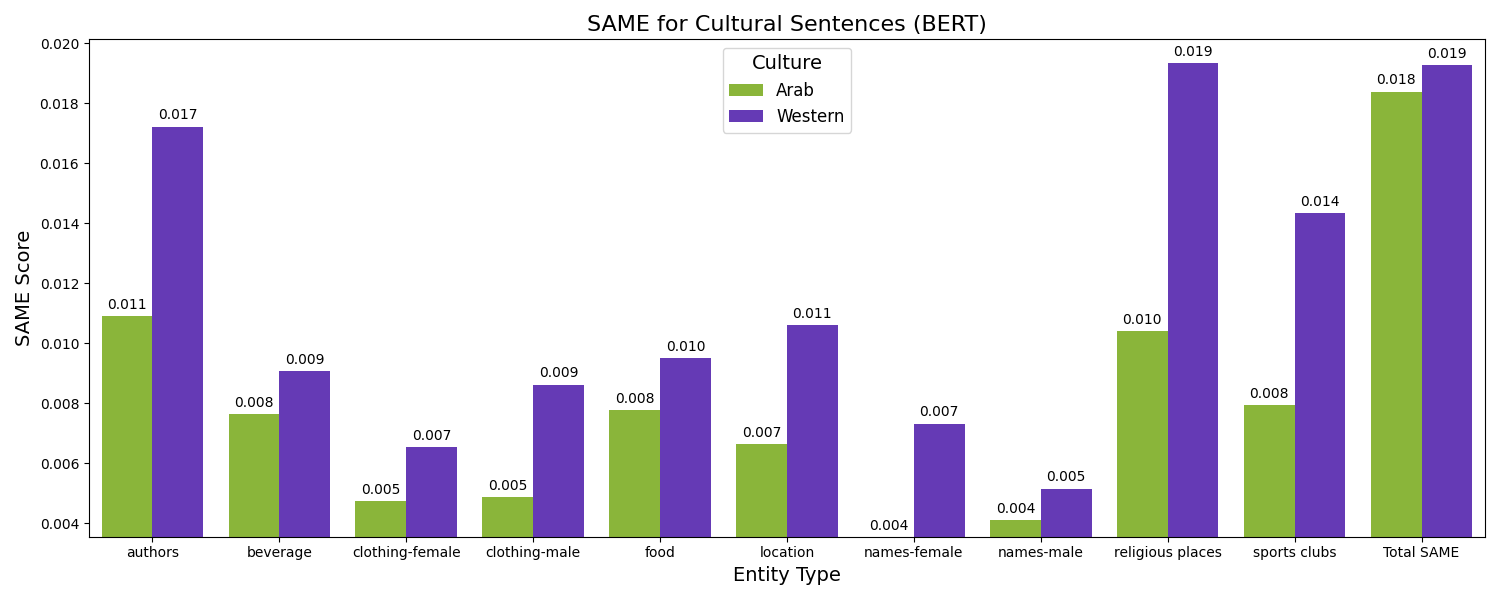 SAME for Cultural Sentences (BERT)
Culture
Arab
Western
SAME Score
0.020
0.018
0.016
0.014
0.012
0.010
0.008
0.006
0.004
0.011
0.017
0.008
0.009
0.005
0.007
0.005
0.009
0.008
0.010
0.007
0.011
0.004
0.007
0.004
0.005
0.010
0.019
0.008
0.014
0.018
0.019
authors
beverage
clothing-female
clothing-male
food
location
names-female
names-male
religious places
sports clubs
Total SAME
Entity Type